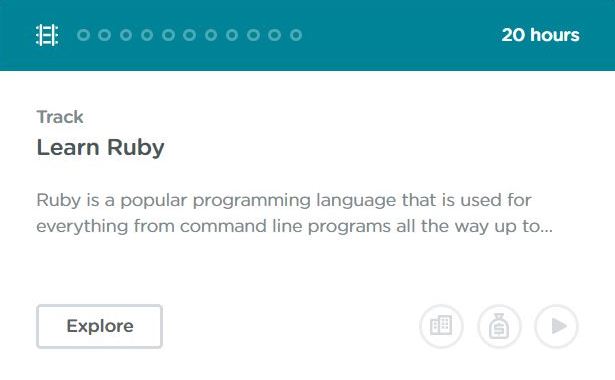 20 hours
Track
Learn Ruby
Ruby is a popular programming language that is used for
everything from command line programs all the way up to...
Explore